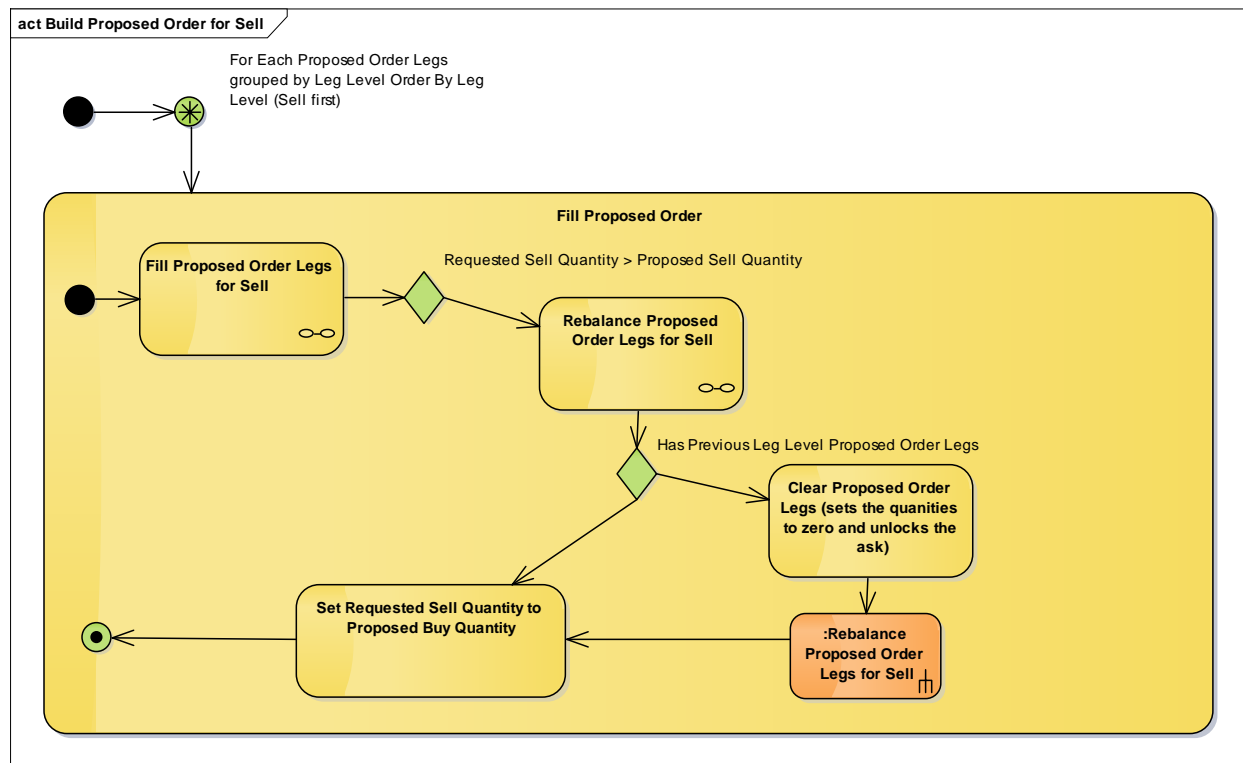 act Build Proposed Order for Sell
For Each Proposed Order Legs
grouped by Leg Level Order By Leg
Level (Sell first)
Fill Proposed Order
Fill Proposed Order Legs
for Sell
Requested Sell Quantity > Proposed Sell Quantity
Rebalance Proposed
Order Legs for Sell
Has Previous Leg Level Proposed Order Legs
Clear Proposed Order
Legs (sets the quanities
to zero and unlocks the
ask)
Set Requested Sell Quantity to
Proposed Buy Quantity
:Rebalance
Proposed Order
Legs for Sell